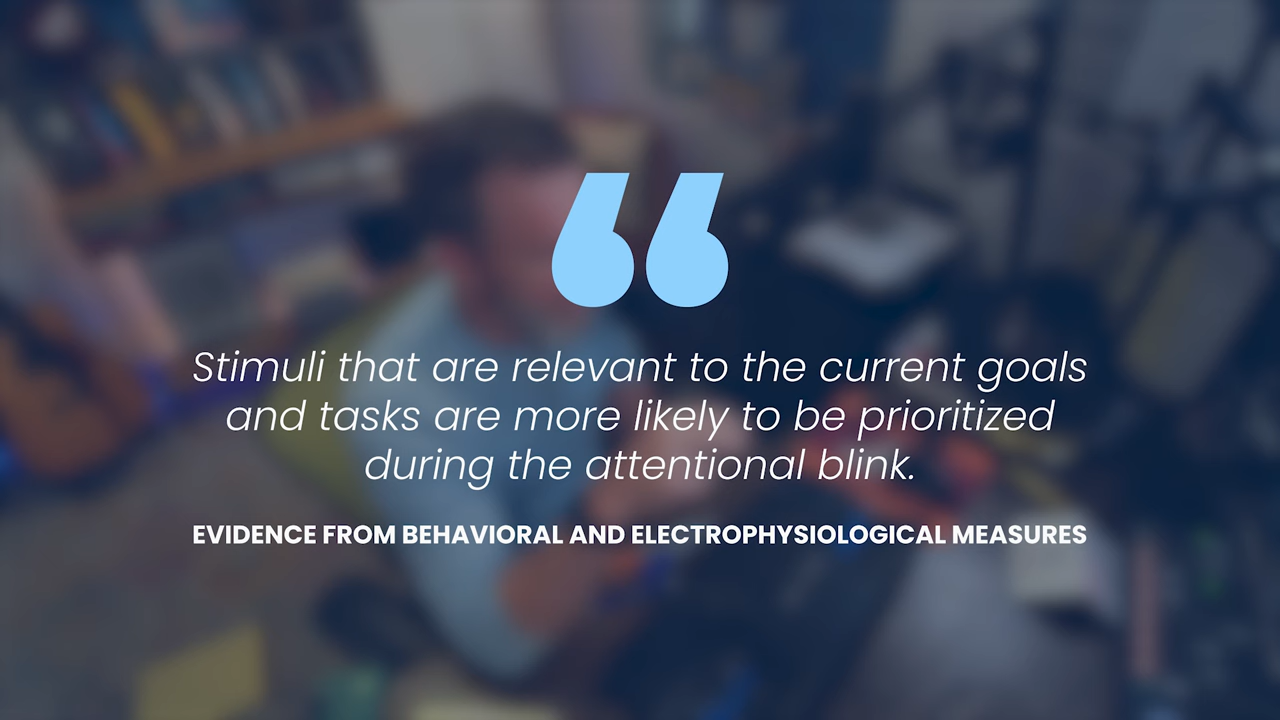 “
Stimuli that are relevant to the current goals
and tasks are more likely to be prioritized
during the attentional blink.
EVIDENCE FROM BEHAVIORAL AND ELECTROPHYSIOLOGICAL MEASURES